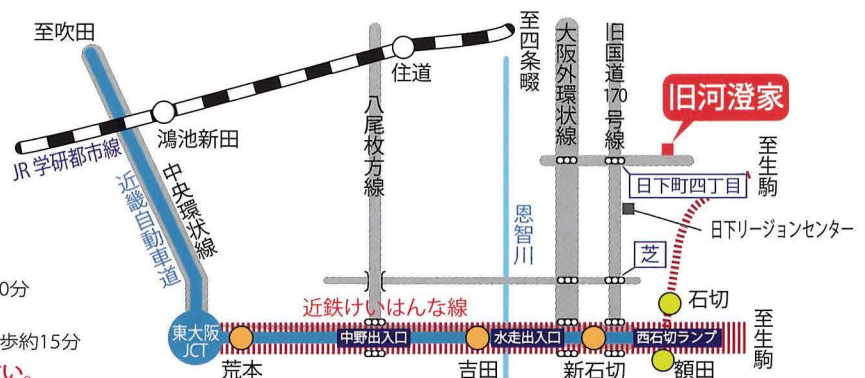 至吹田
至四条畷
大阪外環状線
旧国道170号線
住道
八尾枚方線
旧河澄家
鴻池新田
JR学研都市線
至生駒
中央環状線
近畿自動車道
日下町四丁目
恩智川
日下リージョンセンター
芝
0分
近鉄けいはんな線
石切
東大阪
JCT
中野出入口
水走出入口
西石切ランプ
至生駒
歩約15分
荒本
吉田
新石切
額田
い。